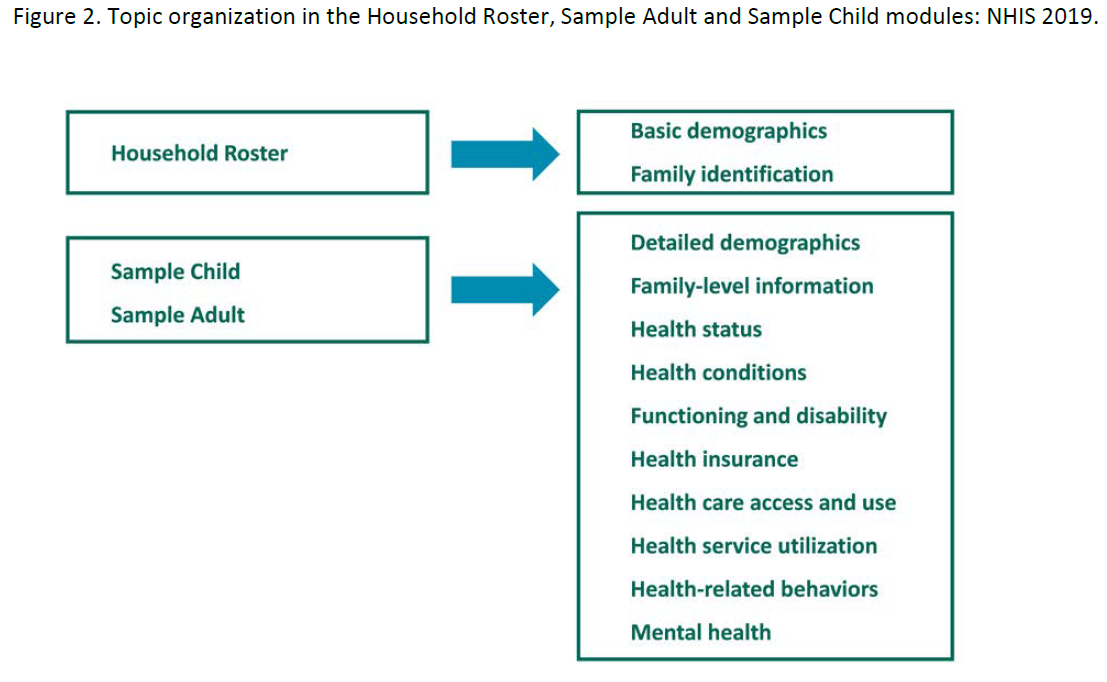 Figure 2. Topic organization in the Household Roster, Sample Adult and Sample Child modules: NHIS 2019.
Household Roster
Basic demographics
Family identification
Sample Child
Sample Adult
Detailed demographics
Family-level information
Health status
Health conditions
Functioning and disability
Health insurance
Health care access and use
Health service utilization
Health-related behaviors
Mental health